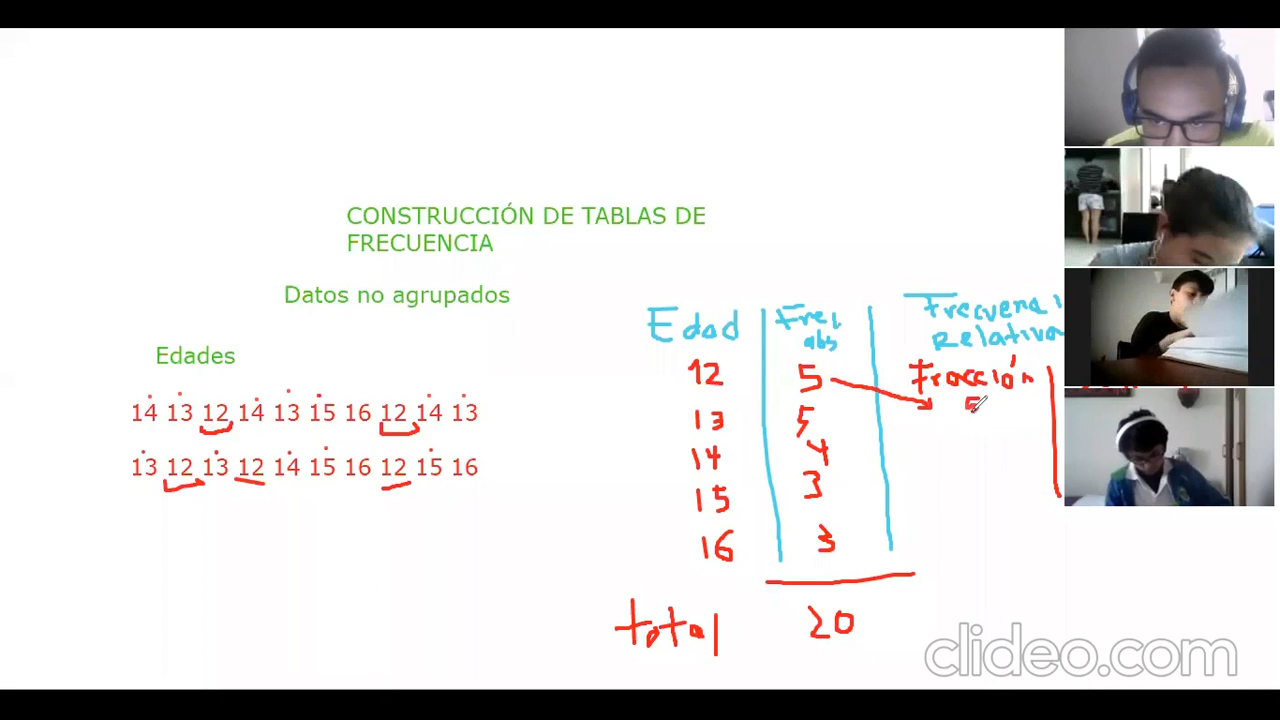 CONSTRUCCIÓN DE TABLAS DE
FRECUENCIA
Datos no agrupados
Edades
14 13 12 14 13 15 16 12 14 13
13 12 13 12 14 15 16 12 15 16
Edad
Frec
abs
Frecuenci
Relativa
Fracción
12 5 5
13 5
14 4
15 3
16 3
total 20
clideo.com